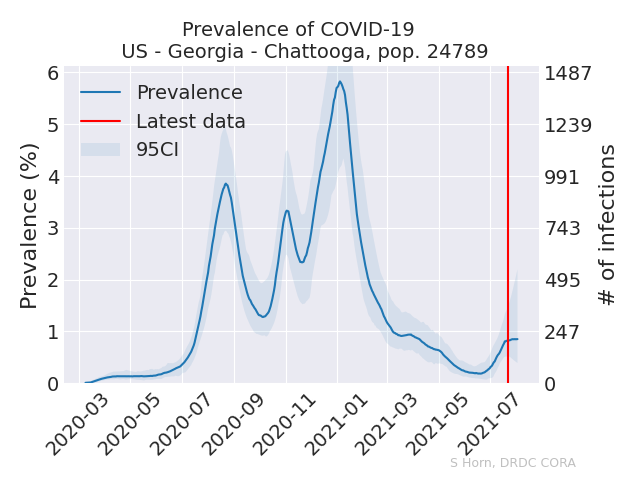 Prevalence of COVID-19
US - Georgia - Chattooga, pop. 24789
Prevalence
Latest data
95CI
Prevalence (%)
6
5
4
3
2
1
0
1487
1239
991
743
495
247
0
# of infections
2020-03
2020-05
2020-07
2020-09
2020-11
2021-01
2021-03
2021-05
2021-07
S Horn, DRDC CORA